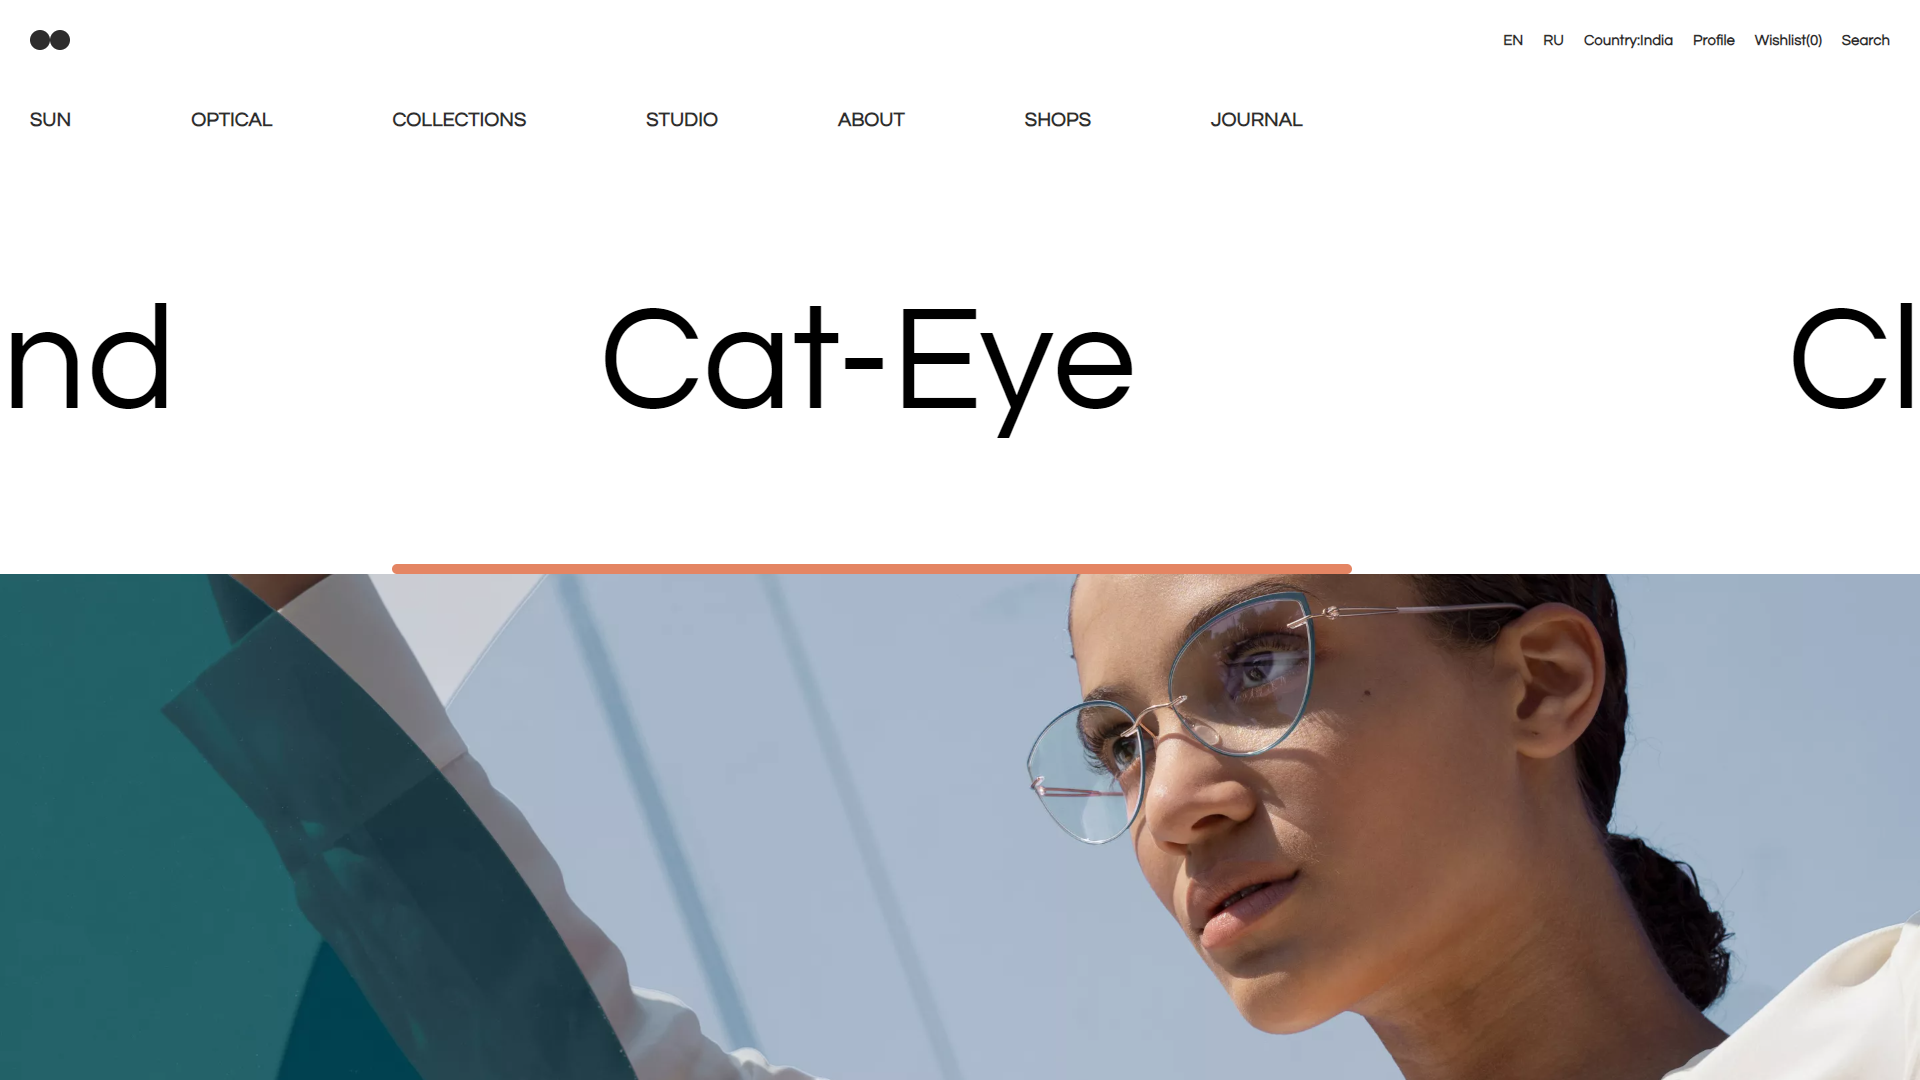 EN RU Country:India Profile Wishlist(0) Search
SUN OPTICAL COLLECTIONS STUDIO ABOUT SHOPS JOURNAL
nd Cat-Eye Cl